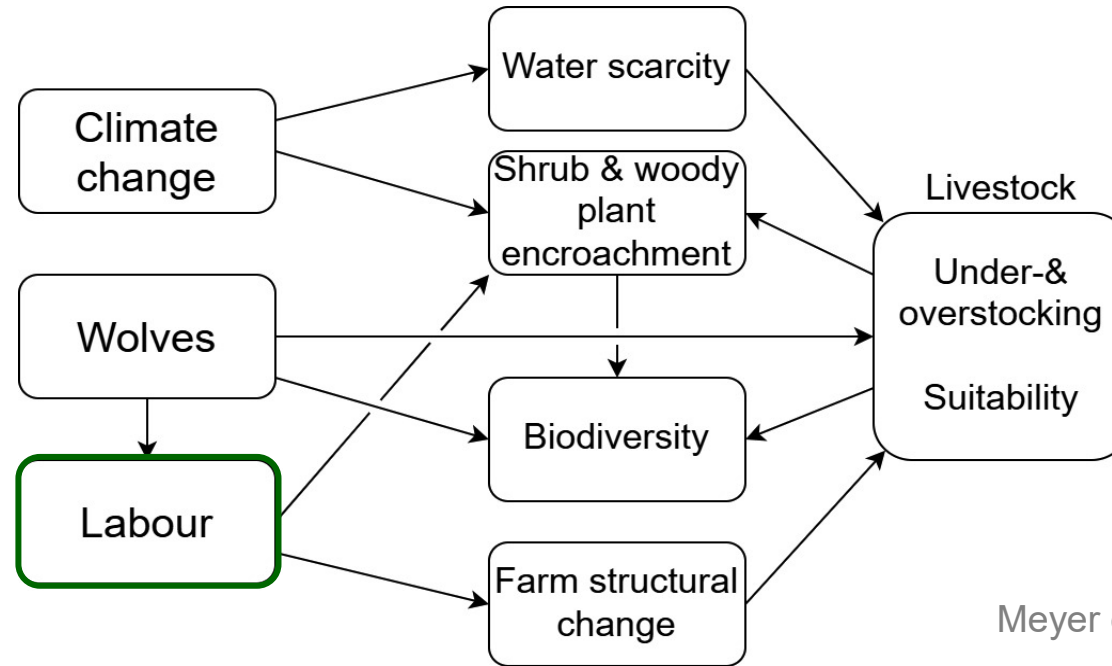 Water scarcity
Climate
change
Shrub & woody
plant
encroachment
Livestock
Under-&
overstocking
Suitability
Wolves
Biodiversity
Labour
Farm structural
change
Meyer